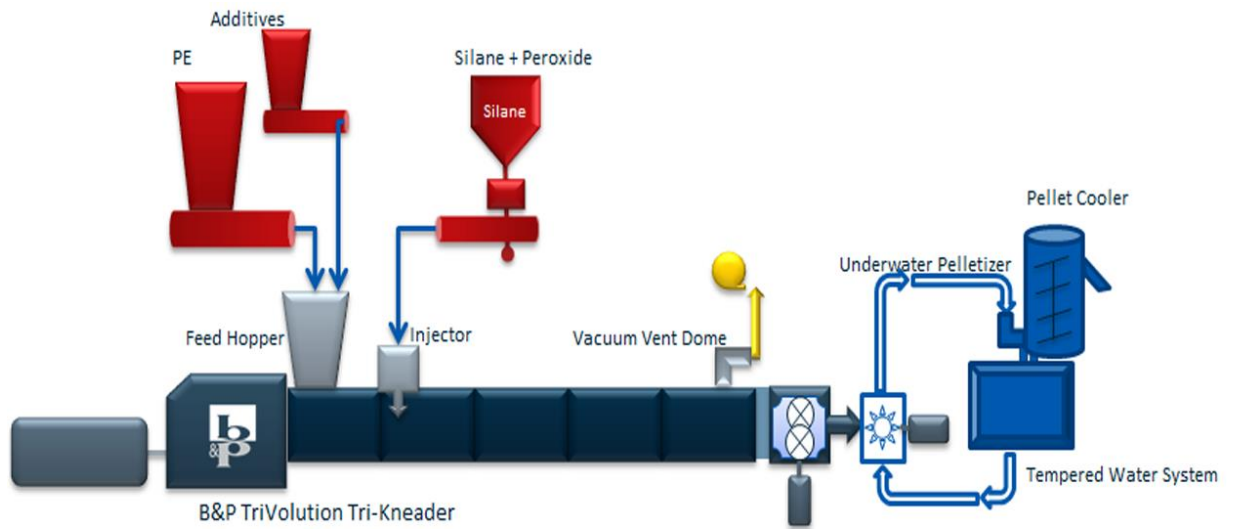 Additives
PE
Silane + Peroxide
Silane
Pellet Cooler
Underwater Pelletizer
Feed Hopper
Injector
Vacuum Vent Dome
b&p
Tempered Water System
B&P TriVolution Tri-Kneader